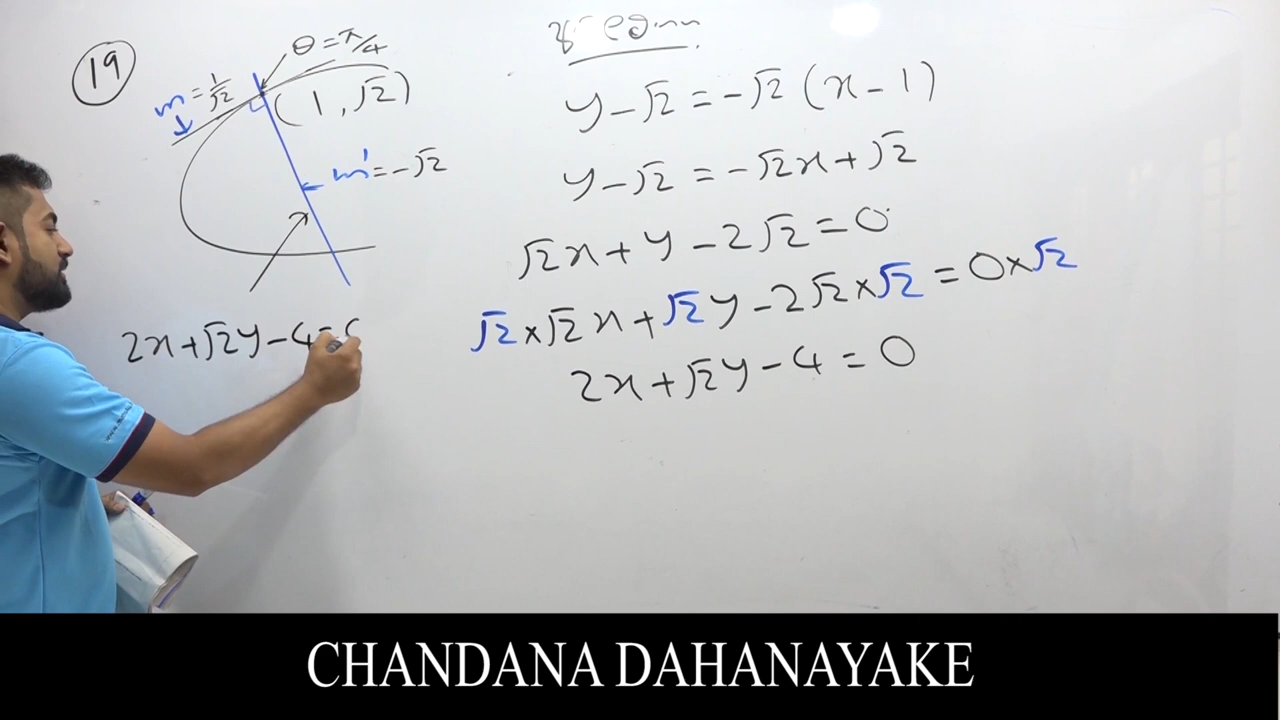 19
θ = π/4
m = 1/√2
(1, √2)
m' = -√2
2x + √2y - 4 =
y - √2 = -√2 (x - 1)
y - √2 = -√2x + √2
√2x + y - 2√2 = 0
√2 × √2 x + √2 y - 2√2 × √2 = 0 × √2
2x + √2y - 4 = 0
CHANDANA DAHANAYAKE